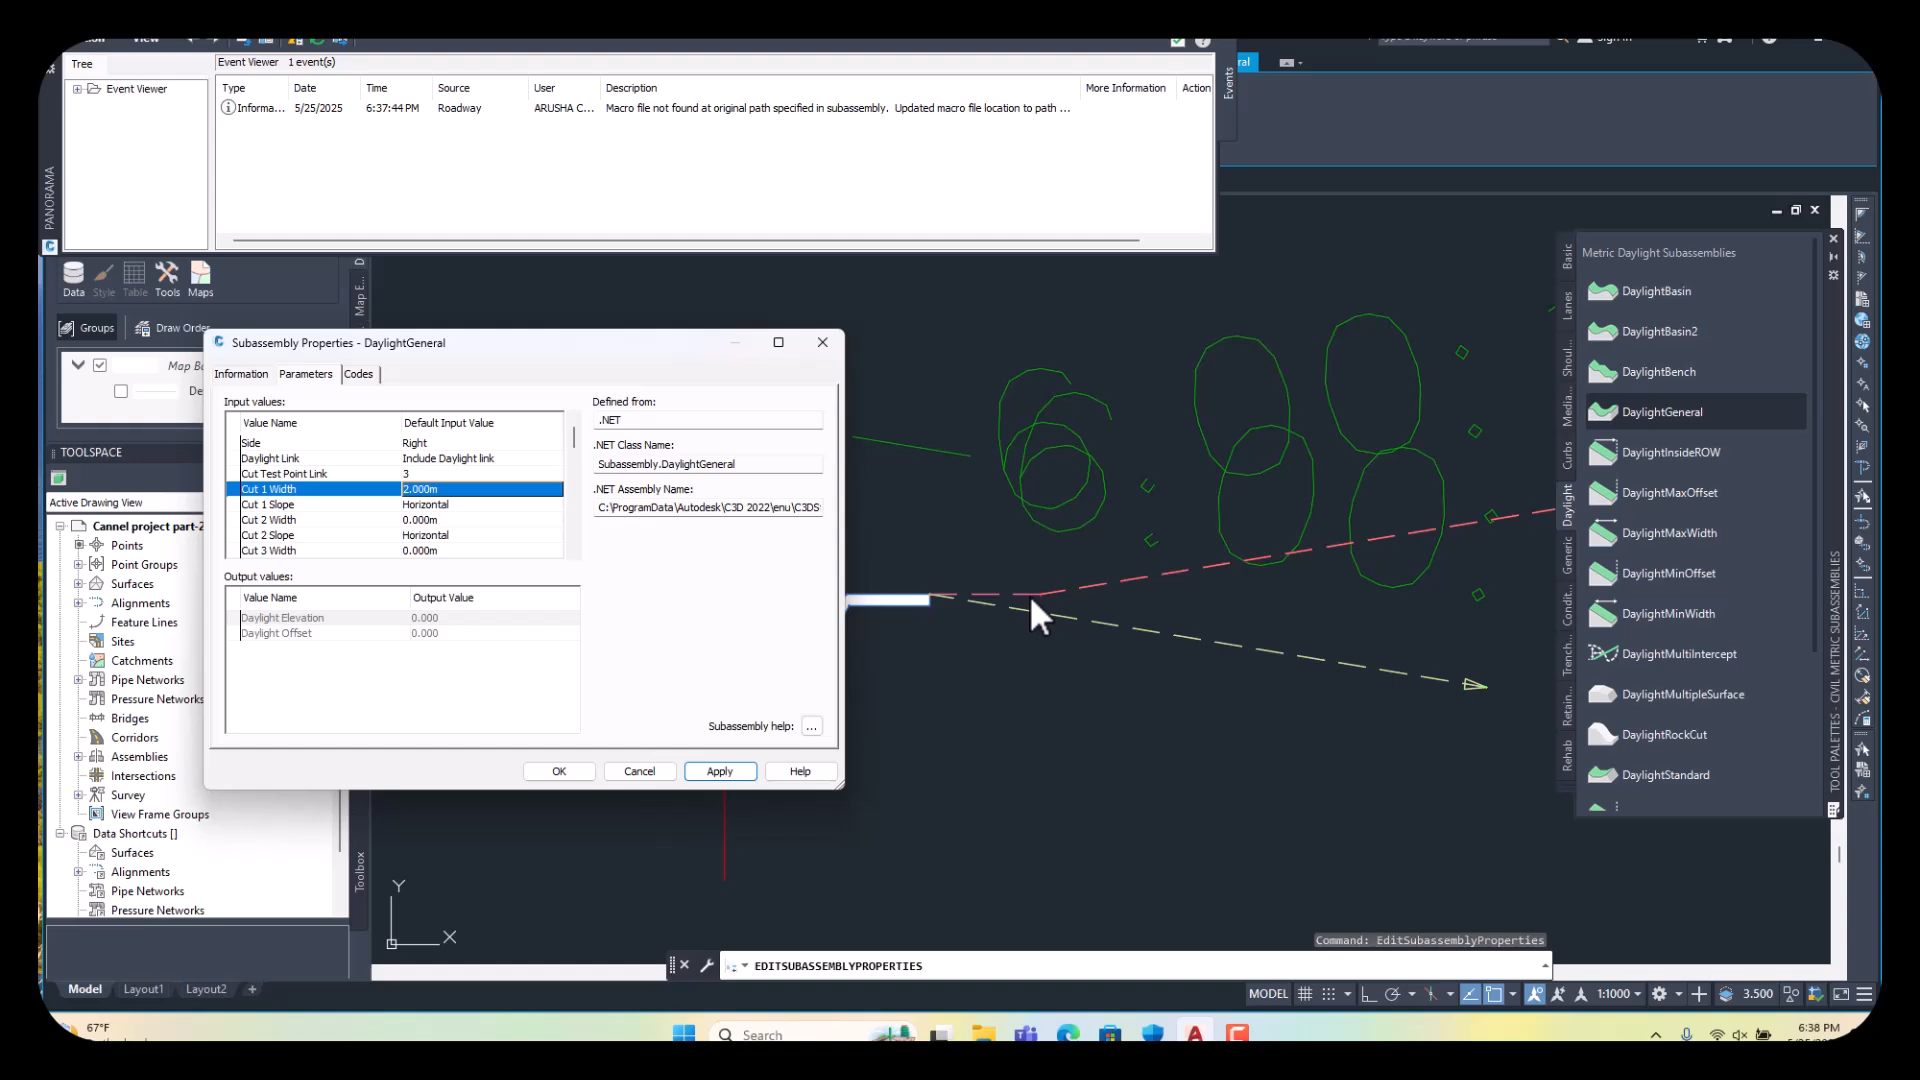 View
Tree
Event Viewer 1 event(s)
Event Viewer
Type Date Time Source User Description More Information Action
Informa... 5/25/2025 6:37:44 PM Roadway ARUSHA C... Macro file not found at original path specified in subassembly. Updated macro file location to path ...
Events
PANORAMA
Data Style Table Tools Maps
Groups Draw Order
Map Ba
De
Map E...
TOOLSPACE
Active Drawing View
Cannel project part-2
Points
Point Groups
Surfaces
Alignments
Feature Lines
Sites
Catchments
Pipe Networks
Pressure Networks
Bridges
Corridors
Assemblies
Intersections
Survey
View Frame Groups
Data Shortcuts []
Surfaces
Alignments
Pipe Networks
Pressure Networks
Toolbox
Subassembly Properties - DaylightGeneral
Information Parameters Codes
Input values:
Value Name Default Input Value
Side Right
Daylight Link Include Daylight link
Cut Test Point Link 3
Cut 1 Width 2.000m
Cut 1 Slope Horizontal
Cut 2 Width 0.000m
Cut 2 Slope Horizontal
Cut 3 Width 0.000m
Output values:
Value Name Output Value
Daylight Elevation 0.000
Daylight Offset 0.000
Defined from:
.NET
.NET Class Name:
Subassembly.DaylightGeneral
.NET Assembly Name:
C:\ProgramData\Autodesk\C3D 2022\enu\C3DS
Subassembly help: ...
OK Cancel Apply Help
Metric Daylight Subassemblies
DaylightBasin
DaylightBasin2
DaylightBench
DaylightGeneral
DaylightInsideROW
DaylightMaxOffset
DaylightMaxWidth
DaylightMinOffset
DaylightMinWidth
DaylightMultiIntercept
DaylightMultipleSurface
DaylightRockCut
DaylightStandard
Basic
Lanes
Shoul...
Media...
Curbs
Daylight
Generic
Condit...
Trench...
Retain...
Rehab
TOOL PALETTES - CIVIL METRIC SUBASSEMBLIES
Y
X
Command: EditSubassemblyProperties
EDITSUBASSEMBLYPROPERTIES
Model Layout1 Layout2 +
MODEL 1:1000 3.500
67°F
Search
6:38 PM